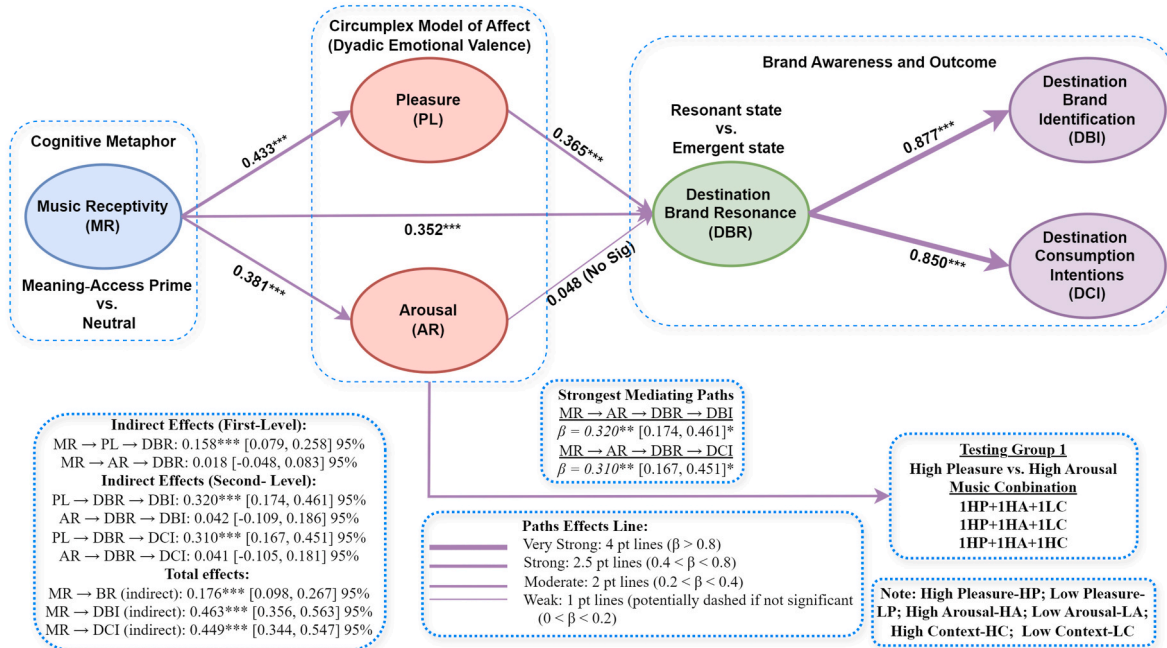 Circumplex Model of Affect
(Dyadic Emotional Valence)
Brand Awareness and Outcome
Cognitive Metaphor
Music Receptivity
(MR)
Meaning-Access Prime
vs.
Neutral
Pleasure
(PL)
Arousal
(AR)
Resonant state
vs.
Emergent state
Destination
Brand Resonance
(DBR)
Destination
Brand
Identification
(DBI)
Destination
Consumption
Intentions
(DCI)
0.433***
0.365***
0.352***
0.381***
0.048 (No Sig)
0.877***
0.850***
Indirect Effects (First-Level):
MR → PL → DBR: 0.158*** [0.079, 0.258] 95%
MR → AR → DBR: 0.018 [-0.048, 0.083] 95%
Indirect Effects (Second- Level):
PL → DBR → DBI: 0.320*** [0.174, 0.461] 95%
AR → DBR → DBI: 0.042 [-0.109, 0.186] 95%
PL → DBR → DCI: 0.310*** [0.167, 0.451] 95%
AR → DBR → DCI: 0.041 [-0.105, 0.181] 95%
Total effects:
MR → BR (indirect): 0.176*** [0.098, 0.267] 95%
MR → DBI (indirect): 0.463*** [0.356, 0.563] 95%
MR → DCI (indirect): 0.449*** [0.344, 0.547] 95%
Strongest Mediating Paths
MR → AR → DBR → DBI
β = 0.320** [0.174, 0.461]*
MR → AR → DBR → DCI
β = 0.310** [0.167, 0.451]*
Paths Effects Line:
Very Strong: 4 pt lines (β > 0.8)
Strong: 2.5 pt lines (0.4 < β < 0.8)
Moderate: 2 pt lines (0.2 < β < 0.4)
Weak: 1 pt lines (potentially dashed if not significant
(0 < β < 0.2)
Testing Group 1
High Pleasure vs. High Arousal
Music Conbination
1HP+1HA+1LC
1HP+1HA+1LC
1HP+1HA+1HC
Note: High Pleasure-HP; Low Pleasure-
LP; High Arousal-HA; Low Arousal-LA;
High Context-HC; Low Context-LC